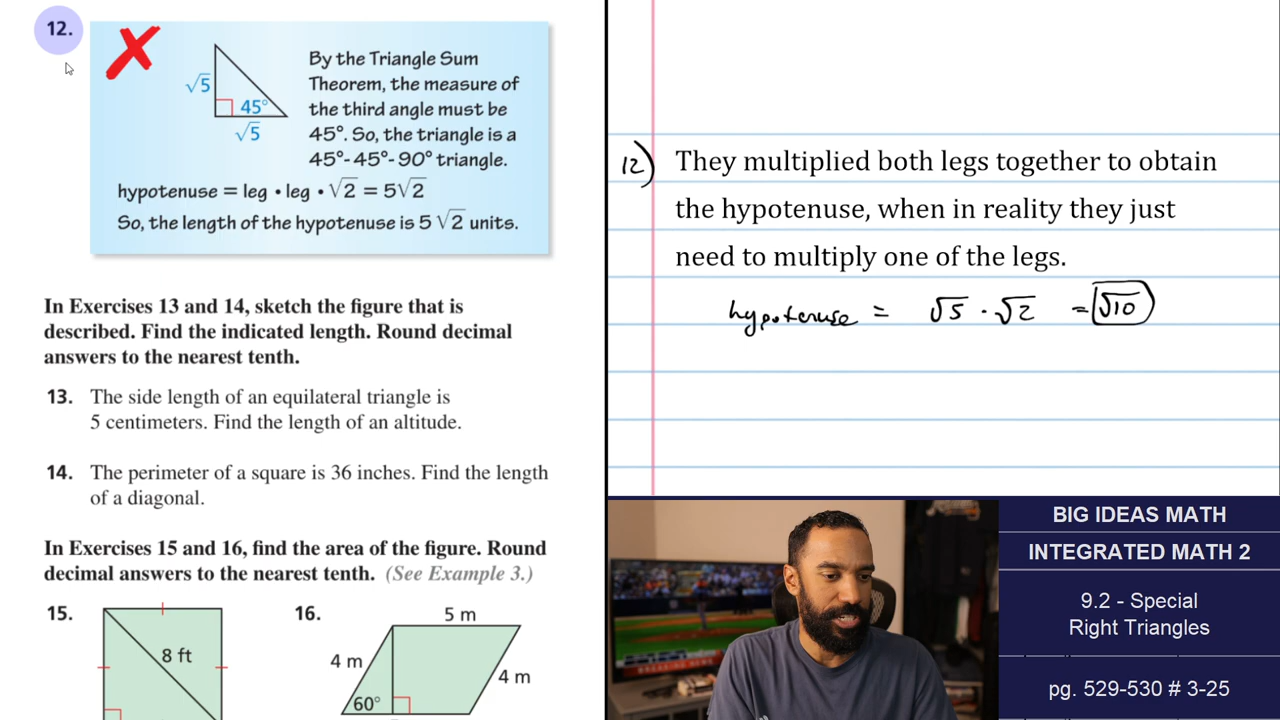 12.
√5
45°
√5
By the Triangle Sum
Theorem, the measure of
the third angle must be
45°. So, the triangle is a
45°- 45°- 90° triangle.
hypotenuse = leg • leg • √2 = 5√2
So, the length of the hypotenuse is 5 √2 units.
In Exercises 13 and 14, sketch the figure that is
described. Find the indicated length. Round decimal
answers to the nearest tenth.
13. The side length of an equilateral triangle is
5 centimeters. Find the length of an altitude.
14. The perimeter of a square is 36 inches. Find the length
of a diagonal.
In Exercises 15 and 16, find the area of the figure. Round
decimal answers to the nearest tenth. (See Example 3.)
15.
8 ft
16.
5 m
4 m
4 m
60°
12) They multiplied both legs together to obtain
the hypotenuse, when in reality they just
need to multiply one of the legs.
hypotenuse = √5 · √2 = √10
BREAKING NEWS
BIG IDEAS MATH
INTEGRATED MATH 2
9.2 - Special
Right Triangles
pg. 529-530 # 3-25